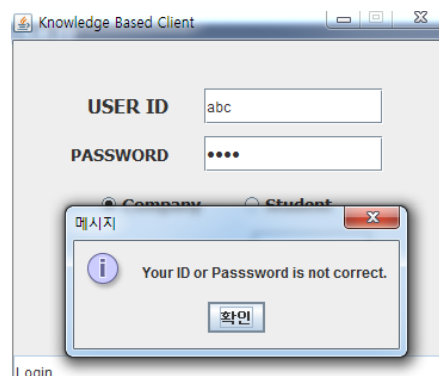 Knowledge Based Client
USER ID abc
PASSWORD ••••
Company Student
메시지
Your ID or Passsword is not correct.
확인
Login